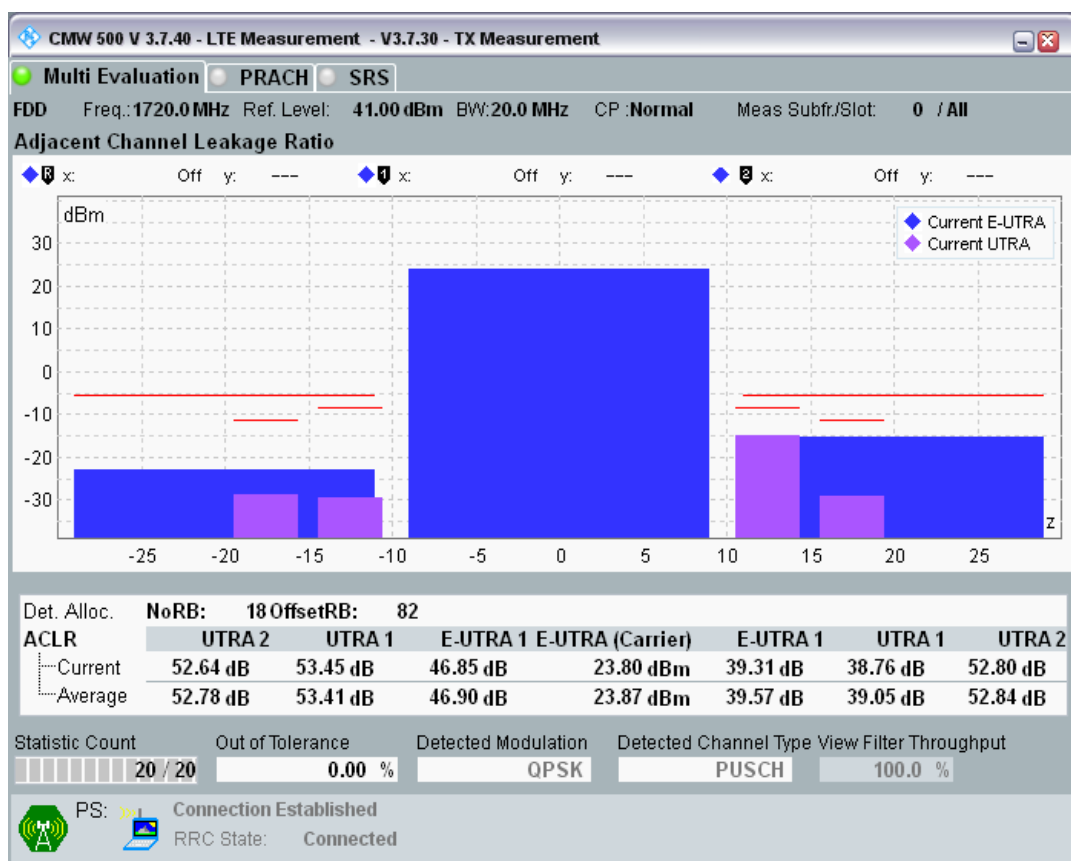 CMW 500 V 3.7.40 - LTE Measurement - V3.7.30 - TX Measurement
Multi Evaluation PRACH SRS
FDD Freq.: 1720.0 MHz Ref. Level: 41.00 dBm BW: 20.0 MHz CP : Normal Meas Subfr./Slot: 0 / All
Adjacent Channel Leakage Ratio
R x: Off y: --- 1 x: Off y: --- 2 x: Off y: ---
dBm
Current E-UTRA
Current UTRA
30
20
10
0
-10
-20
-30
z
-25 -20 -15 -10 -5 0 5 10 15 20 25
Det. Alloc. NoRB: 18 OffsetRB: 82
ACLR UTRA 2 UTRA 1 E-UTRA 1 E-UTRA (Carrier) E-UTRA 1 UTRA 1 UTRA 2
Current 52.64 dB 53.45 dB 46.85 dB 23.80 dBm 39.31 dB 38.76 dB 52.80 dB
Average 52.78 dB 53.41 dB 46.90 dB 23.87 dBm 39.57 dB 39.05 dB 52.84 dB
Statistic Count Out of Tolerance Detected Modulation Detected Channel Type View Filter Throughput
20 / 20 0.00 % QPSK PUSCH 100.0 %
PS: Connection Established
RRC State: Connected